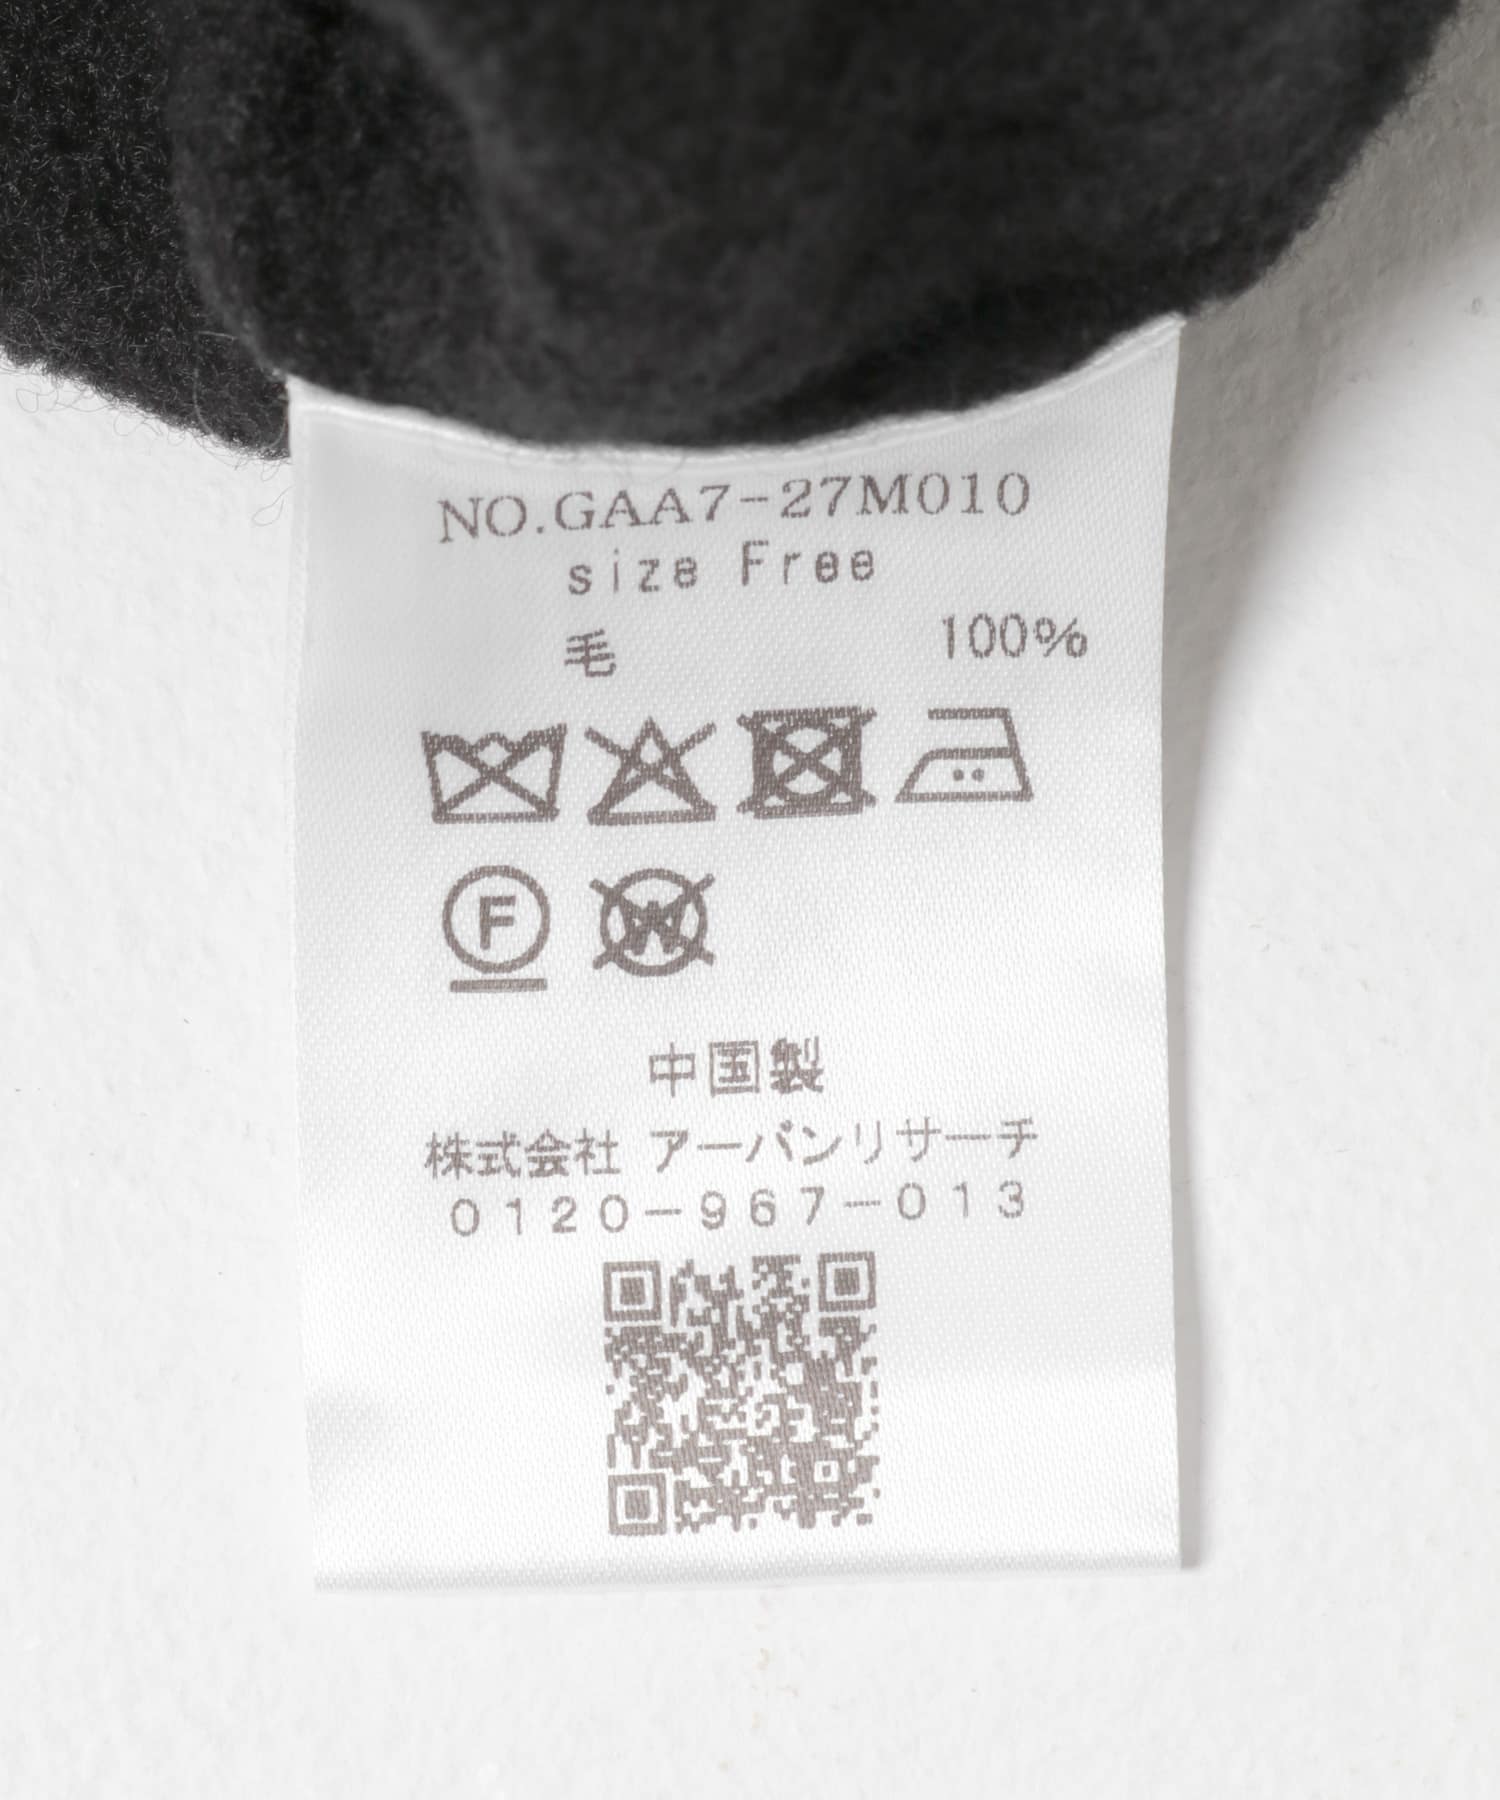 NO.GAA7-27M010
size Free
毛 100%
F W
中国製
株式会社 アーバンリサーチ
0120-967-013